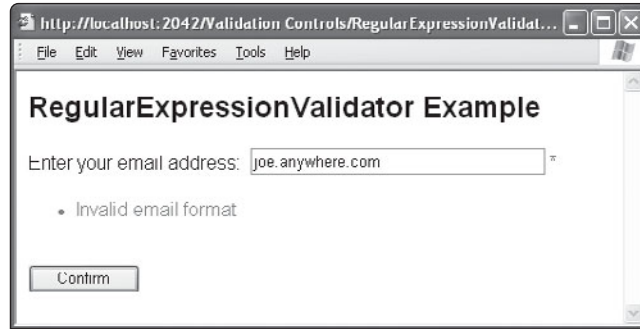 http://localhost:2042/Validation Controls/RegularExpressionValidat...
File Edit View Favorites Tools Help
RegularExpressionValidator Example
Enter your email address: joe.anywhere.com *
• Invalid email format
Confirm